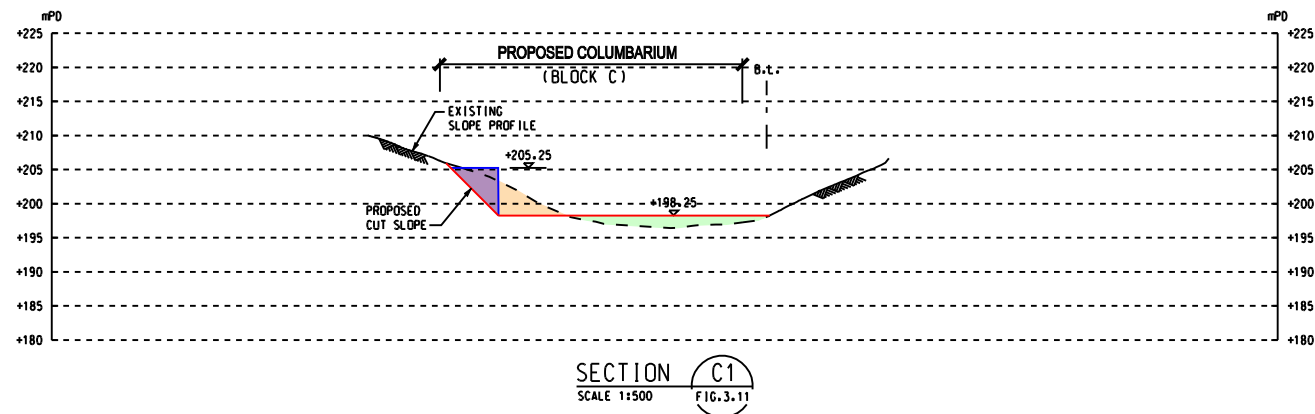 mPD
mPD
+225
+225
PROPOSED COLUMBARIUM
+220
+220
(BLOCK C)
B.L.
+215
+215
EXISTING
SLOPE PROFILE
+210
+210
+205.25
+205
+205
PROPOSED
CUT SLOPE
+198.25
+200
+200
+195
+195
+190
+190
+185
+185
+180
+180
SECTION
C1
SCALE 1:500
FIG.3.11